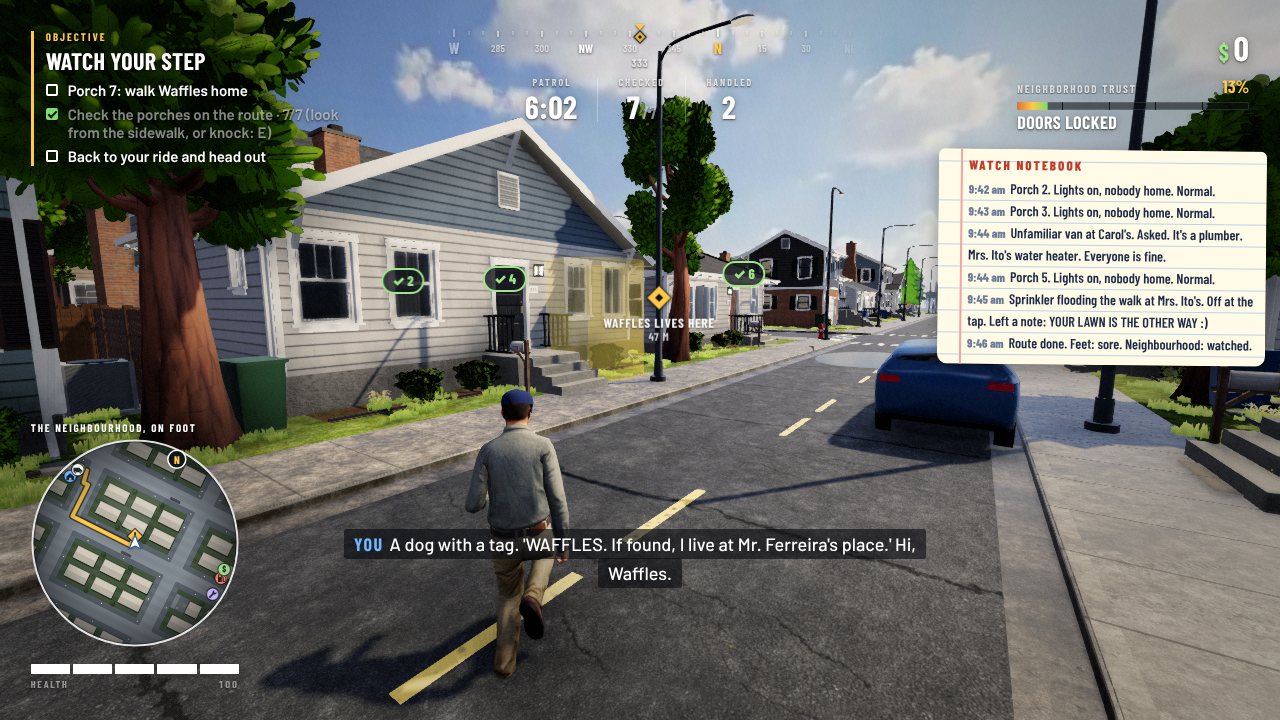 OBJECTIVE
WATCH YOUR STEP
Porch 7: walk Waffles home
Check the porches on the route · 7/7 (look
from the sidewalk, or knock: E)
Back to your ride and head out
W 285 300 NW 330 345 N 15 30 NE
333
PATROL CHECKED HANDLED
6:02 7/7 2
$ 0
NEIGHBORHOOD TRUST 13%
DOORS LOCKED
WATCH NOTEBOOK
9:42 am Porch 2. Lights on, nobody home. Normal.
9:43 am Porch 3. Lights on, nobody home. Normal.
9:44 am Unfamiliar van at Carol's. Asked. It's a plumber.
Mrs. Ito's water heater. Everyone is fine.
9:44 am Porch 5. Lights on, nobody home. Normal.
9:45 am Sprinkler flooding the walk at Mrs. Ito's. Off at the
tap. Left a note: YOUR LAWN IS THE OTHER WAY :)
9:46 am Route done. Feet: sore. Neighbourhood: watched.
2
4
6
WAFFLES LIVES HERE
47 M
THE NEIGHBOURHOOD, ON FOOT
N
$
YOU A dog with a tag. 'WAFFLES. If found, I live at Mr. Ferreira's place.' Hi,
Waffles.
HEALTH 100